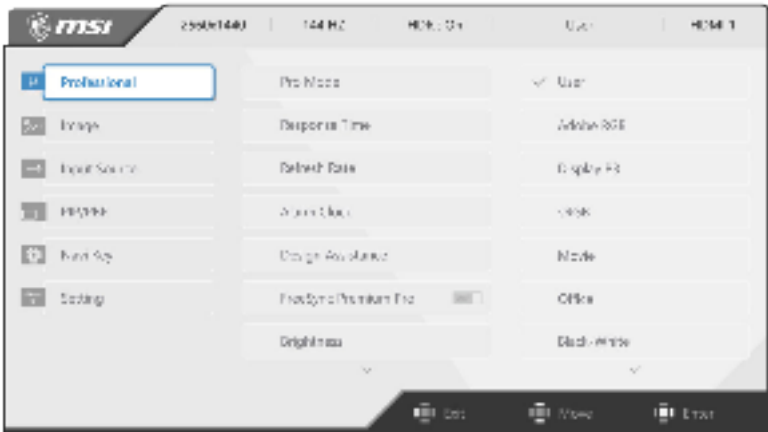 msi 2560x1440 144 HZ HDR : On User HDMI 1
Professional Pro Mode User
Image Response Time Adobe RGB
Input Source Refresh Rate Display P3
PIP/PBP Alarm Clock sRGB
Navi Key Design Assistance Movie
Setting FreeSync Premium Pro Office
Brightness Black-White
Exit Move Enter